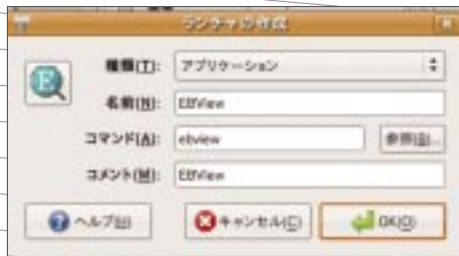 ランチャの作成
種類(T): アプリケーション
名前(N): EBView
コマンド(A): ebview 参照(B)...
コメント(M): EBView
ヘルプ(H) キャンセル(C) OK(O)